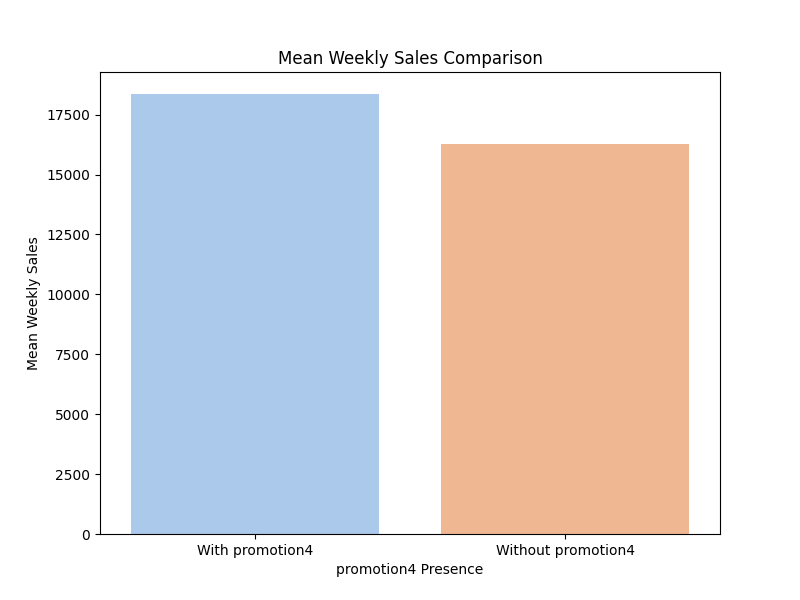 Mean Weekly Sales Comparison
17500
15000
12500
10000
7500
5000
2500
0
Mean Weekly Sales
With promotion4
Without promotion4
promotion4 Presence